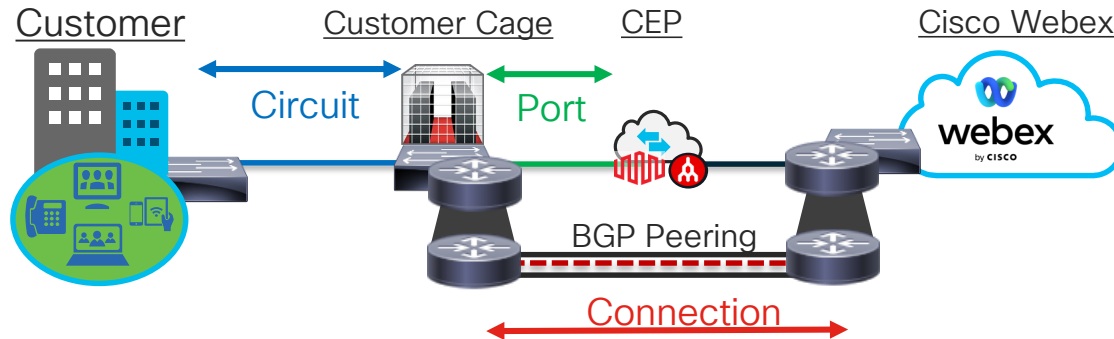 Customer
Customer Cage
CEP
Cisco Webex
Circuit
Port
webex
by CISCO
BGP Peering
Connection